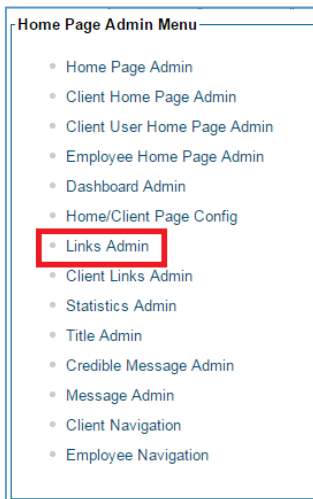 Home Page Admin Menu
Home Page Admin
Client Home Page Admin
Client User Home Page Admin
Employee Home Page Admin
Dashboard Admin
Home/Client Page Config
Links Admin
Client Links Admin
Statistics Admin
Title Admin
Credible Message Admin
Message Admin
Client Navigation
Employee Navigation